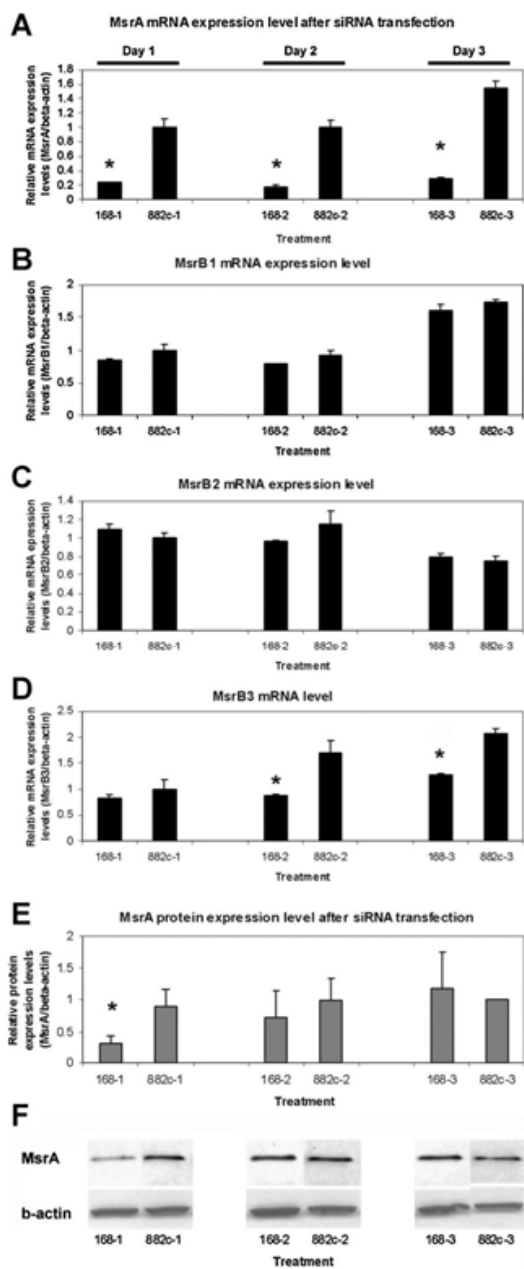 A
MsrA mRNA expression level after siRNA transfection
Day 1 Day 2 Day 3
Relative mRNA expression
levels (MsrA/beta-actin)
1.8
1.6
1.4
1.2
1
0.8
0.6
0.4
0.2
0
* * *
168-1 882c-1 168-2 882c-2 168-3 882c-3
Treatment
B
MsrB1 mRNA expression level
Relative mRNA expression
levels (MsrB1/beta-actin)
2
1.5
1
0.5
0
168-1 882c-1 168-2 882c-2 168-3 882c-3
Treatment
C
MsrB2 mRNA expression level
Relative mRNA epression
levels (MsrB2/beta-actin)
1.4
1.2
1
0.8
0.6
0.4
0.2
0
168-1 882c-1 168-2 882c-2 168-3 882c-3
Treatment
D
MsrB3 mRNA level
Relative mRNA expression
levels (MsrB3/beta-actin)
2.5
2
1.5
1
0.5
0
* *
168-1 882c-1 168-2 882c-2 168-3 882c-3
Treatment
E
MsrA protein expression level after siRNA transfection
Relative protein
expression levels
(MsrA/beta-actin)
2
1.5
1
0.5
0
*
168-1 882c-1 168-2 882c-2 168-3 882c-3
Treatment
F
MsrA
b-actin
168-1 882c-1 168-2 882c-2 168-3 882c-3
Treatment